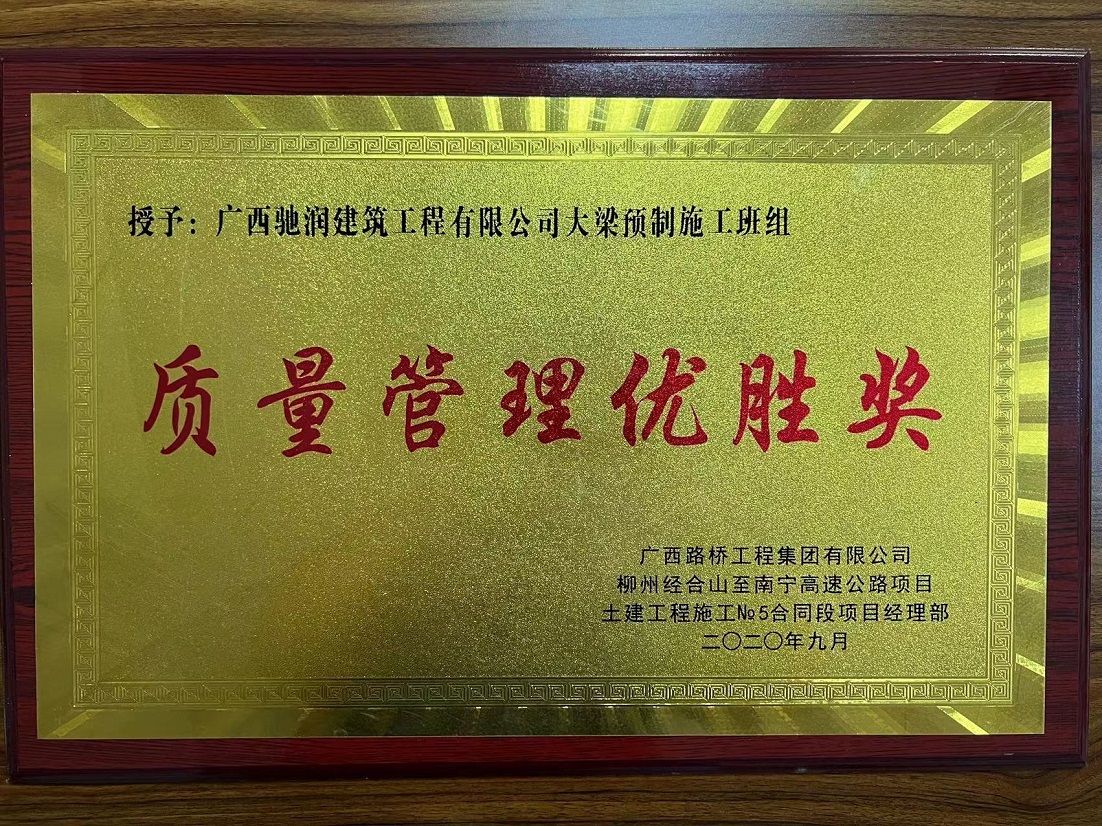 授予：广西驰润建筑工程有限公司大梁预制施工班组
质量管理优胜奖
广西路桥工程集团有限公司
柳州经合山至南宁高速公路项目
土建工程施工№5合同段项目经理部
二〇二〇年九月